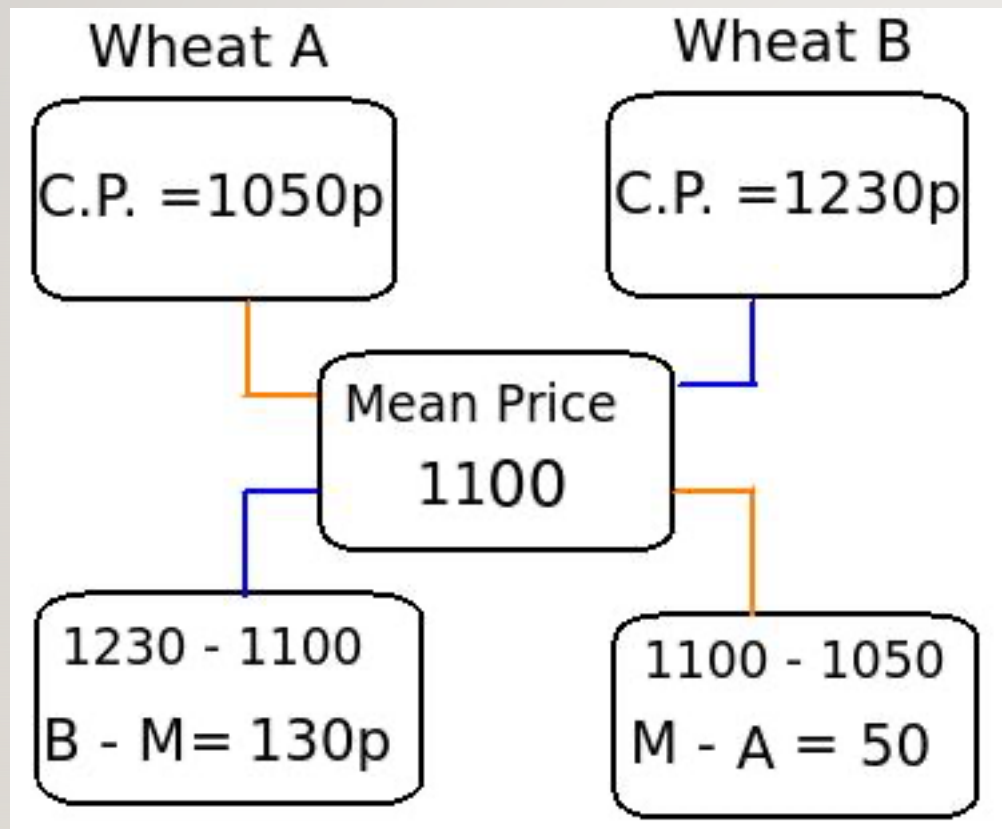 Wheat A
Wheat B
C.P. =1050p
C.P. =1230p
Mean Price
1100
1230 - 1100
B - M= 130p
1100 - 1050
M - A = 50